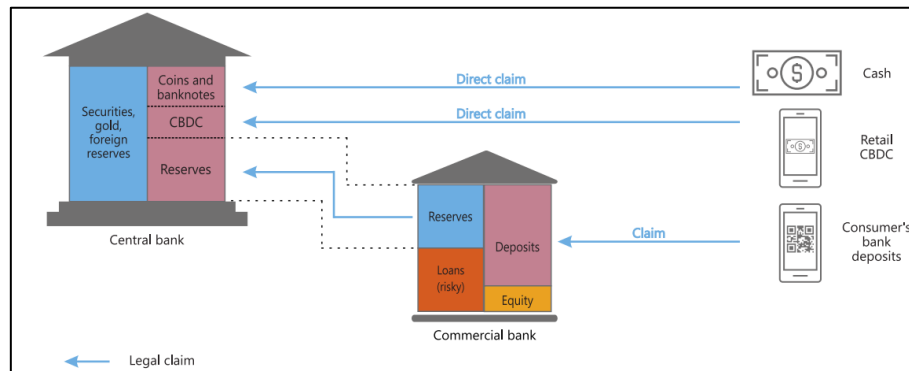 Securities,
gold,
foreign
reserves
Coins and
banknotes
CBDC
Reserves
Central bank
Direct claim
Direct claim
$
Cash
Retail
CBDC
Reserves
Loans
(risky)
Deposits
Equity
Commercial bank
Claim
Consumer's
bank
deposits
Legal claim